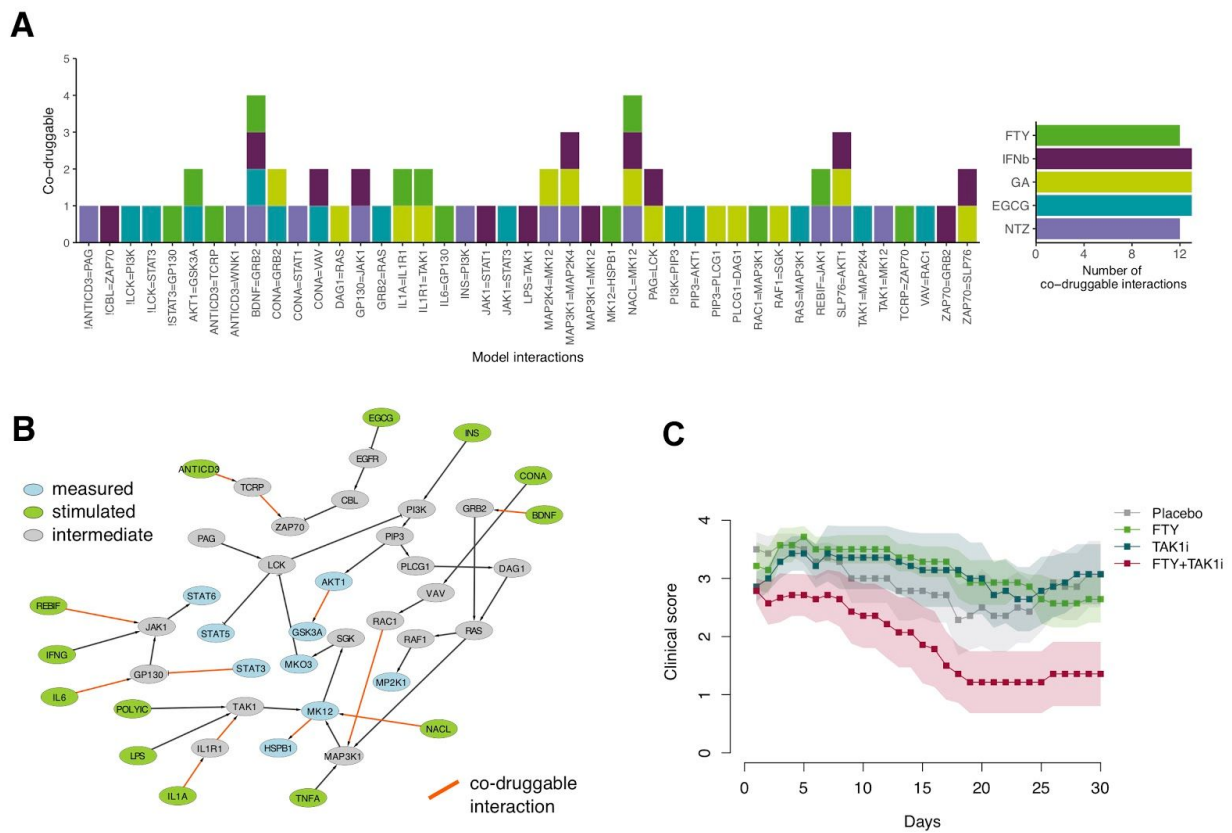 A
5
4
3
2
1
0
Co-druggable
!ANTICD3=PAG
!CBL=ZAP70
!LCK=PI3K
!LCK=STAT3
!STAT3=GP130
AKT1=GSK3A
ANTICD3=TCRP
ANTICD3=WNK1
BDNF=GRB2
CONA=GRB2
CONA=STAT1
CONA=VAV
DAG1=RAS
GP130=JAK1
GRB2=RAS
IL1A=IL1R1
IL1R1=TAK1
IL6=GP130
INS=PI3K
JAK1=STAT1
JAK1=STAT3
LPS=TAK1
MAP2K4=MK12
MAP3K1=MAP2K4
MAP3K1=MK12
MK12=HSPB1
NACL=MK12
PAG=LCK
PI3K=PIP3
PIP3=AKT1
PIP3=PLCG1
PLCG1=DAG1
RAC1=MAP3K1
RAF1=SGK
RAS=MAP3K1
REBIF=JAK1
SLP76=AKT1
TAK1=MAP2K4
TAK1=MK12
TCRP=ZAP70
VAV=RAC1
ZAP70=GRB2
ZAP70=SLP76
Model interactions
FTY
IFNb
GA
EGCG
NTZ
0 4 8 12
Number of
co-druggable interactions
B
measured
stimulated
intermediate
EGCG
INS
EGFR
ANTICD3
CONA
TCRP
CBL
PI3K
GRB2
BDNF
ZAP70
PAG
PIP3
LCK
PLCG1
DAG1
AKT1
STAT6
VAV
REBIF
JAK1
STAT5
GSK3A
SGK
RAC1
RAF1
RAS
IFNG
MKO3
STAT3
GP130
MP2K1
IL6
POLYIC
TAK1
MK12
NACL
LPS
IL1R1
HSPB1
MAP3K1
IL1A
TNFA
co-druggable
interaction
C
Placebo
FTY
TAK1i
FTY+TAK1i
4
3
2
1
0
Clinical score
0 5 10 15 20 25 30
Days